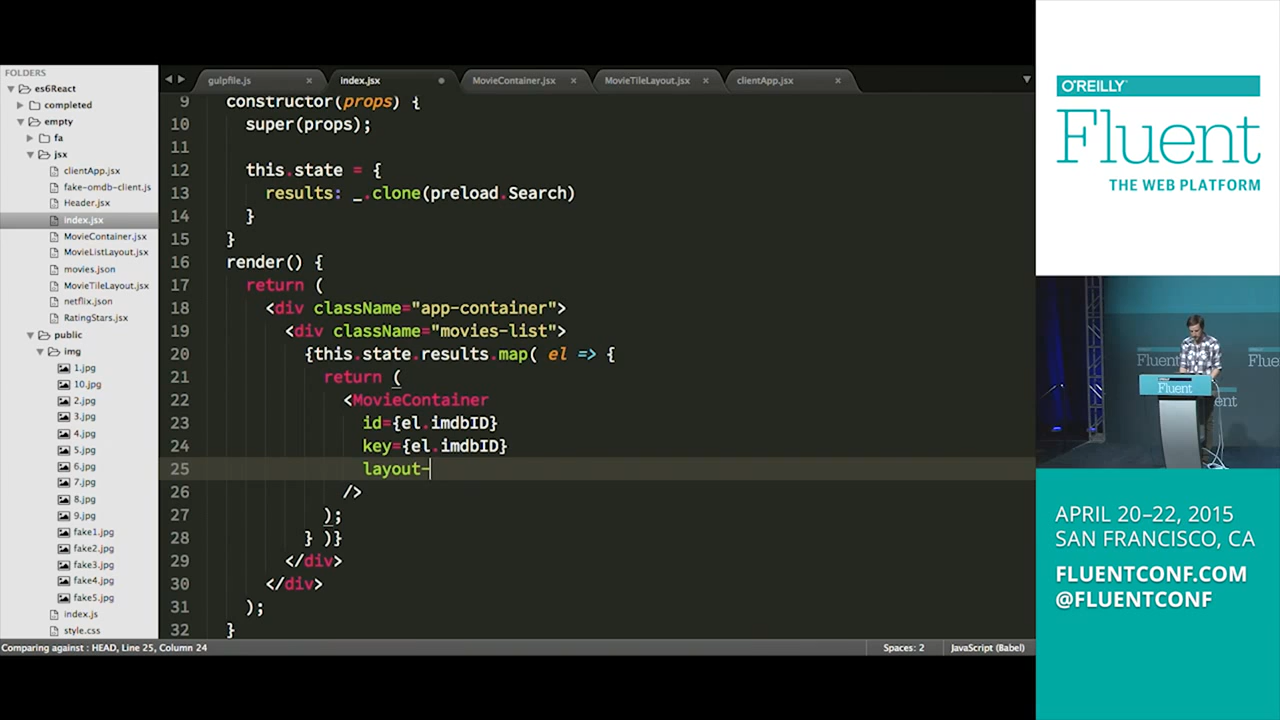 FOLDERS
es6React
completed
empty
fa
jsx
clientApp.jsx
fake-omdb-client.js
Header.jsx
index.jsx
MovieContainer.jsx
MovieListLayout.jsx
movies.json
MovieTileLayout.jsx
netflix.json
RatingStars.jsx
public
img
1.jpg
10.jpg
2.jpg
3.jpg
4.jpg
5.jpg
6.jpg
7.jpg
8.jpg
9.jpg
fake1.jpg
fake2.jpg
fake3.jpg
fake4.jpg
fake5.jpg
index.js
style.css
gulpfile.js × index.jsx MovieContainer.jsx × MovieTileLayout.jsx × clientApp.jsx ×
9 constructor(props) {
10 super(props);
11
12 this.state = {
13 results: _.clone(preload.Search)
14 }
15 }
16 render() {
17 return (
18 <div className="app-container">
19 <div className="movies-list">
20 {this.state.results.map( el => {
21 return (
22 <MovieContainer
23 id={el.imdbID}
24 key={el.imdbID}
25 layout-
26 />
27 );
28 } )}
29 </div>
30 </div>
31 );
32 }
Comparing against : HEAD, Line 25, Column 24 Spaces: 2 JavaScript (Babel)
O'REILLY
Fluent
THE WEB PLATFORM
Fluent
Fluent
Fluent
APRIL 20–22, 2015
SAN FRANCISCO, CA
FLUENTCONF.COM
@FLUENTCONF